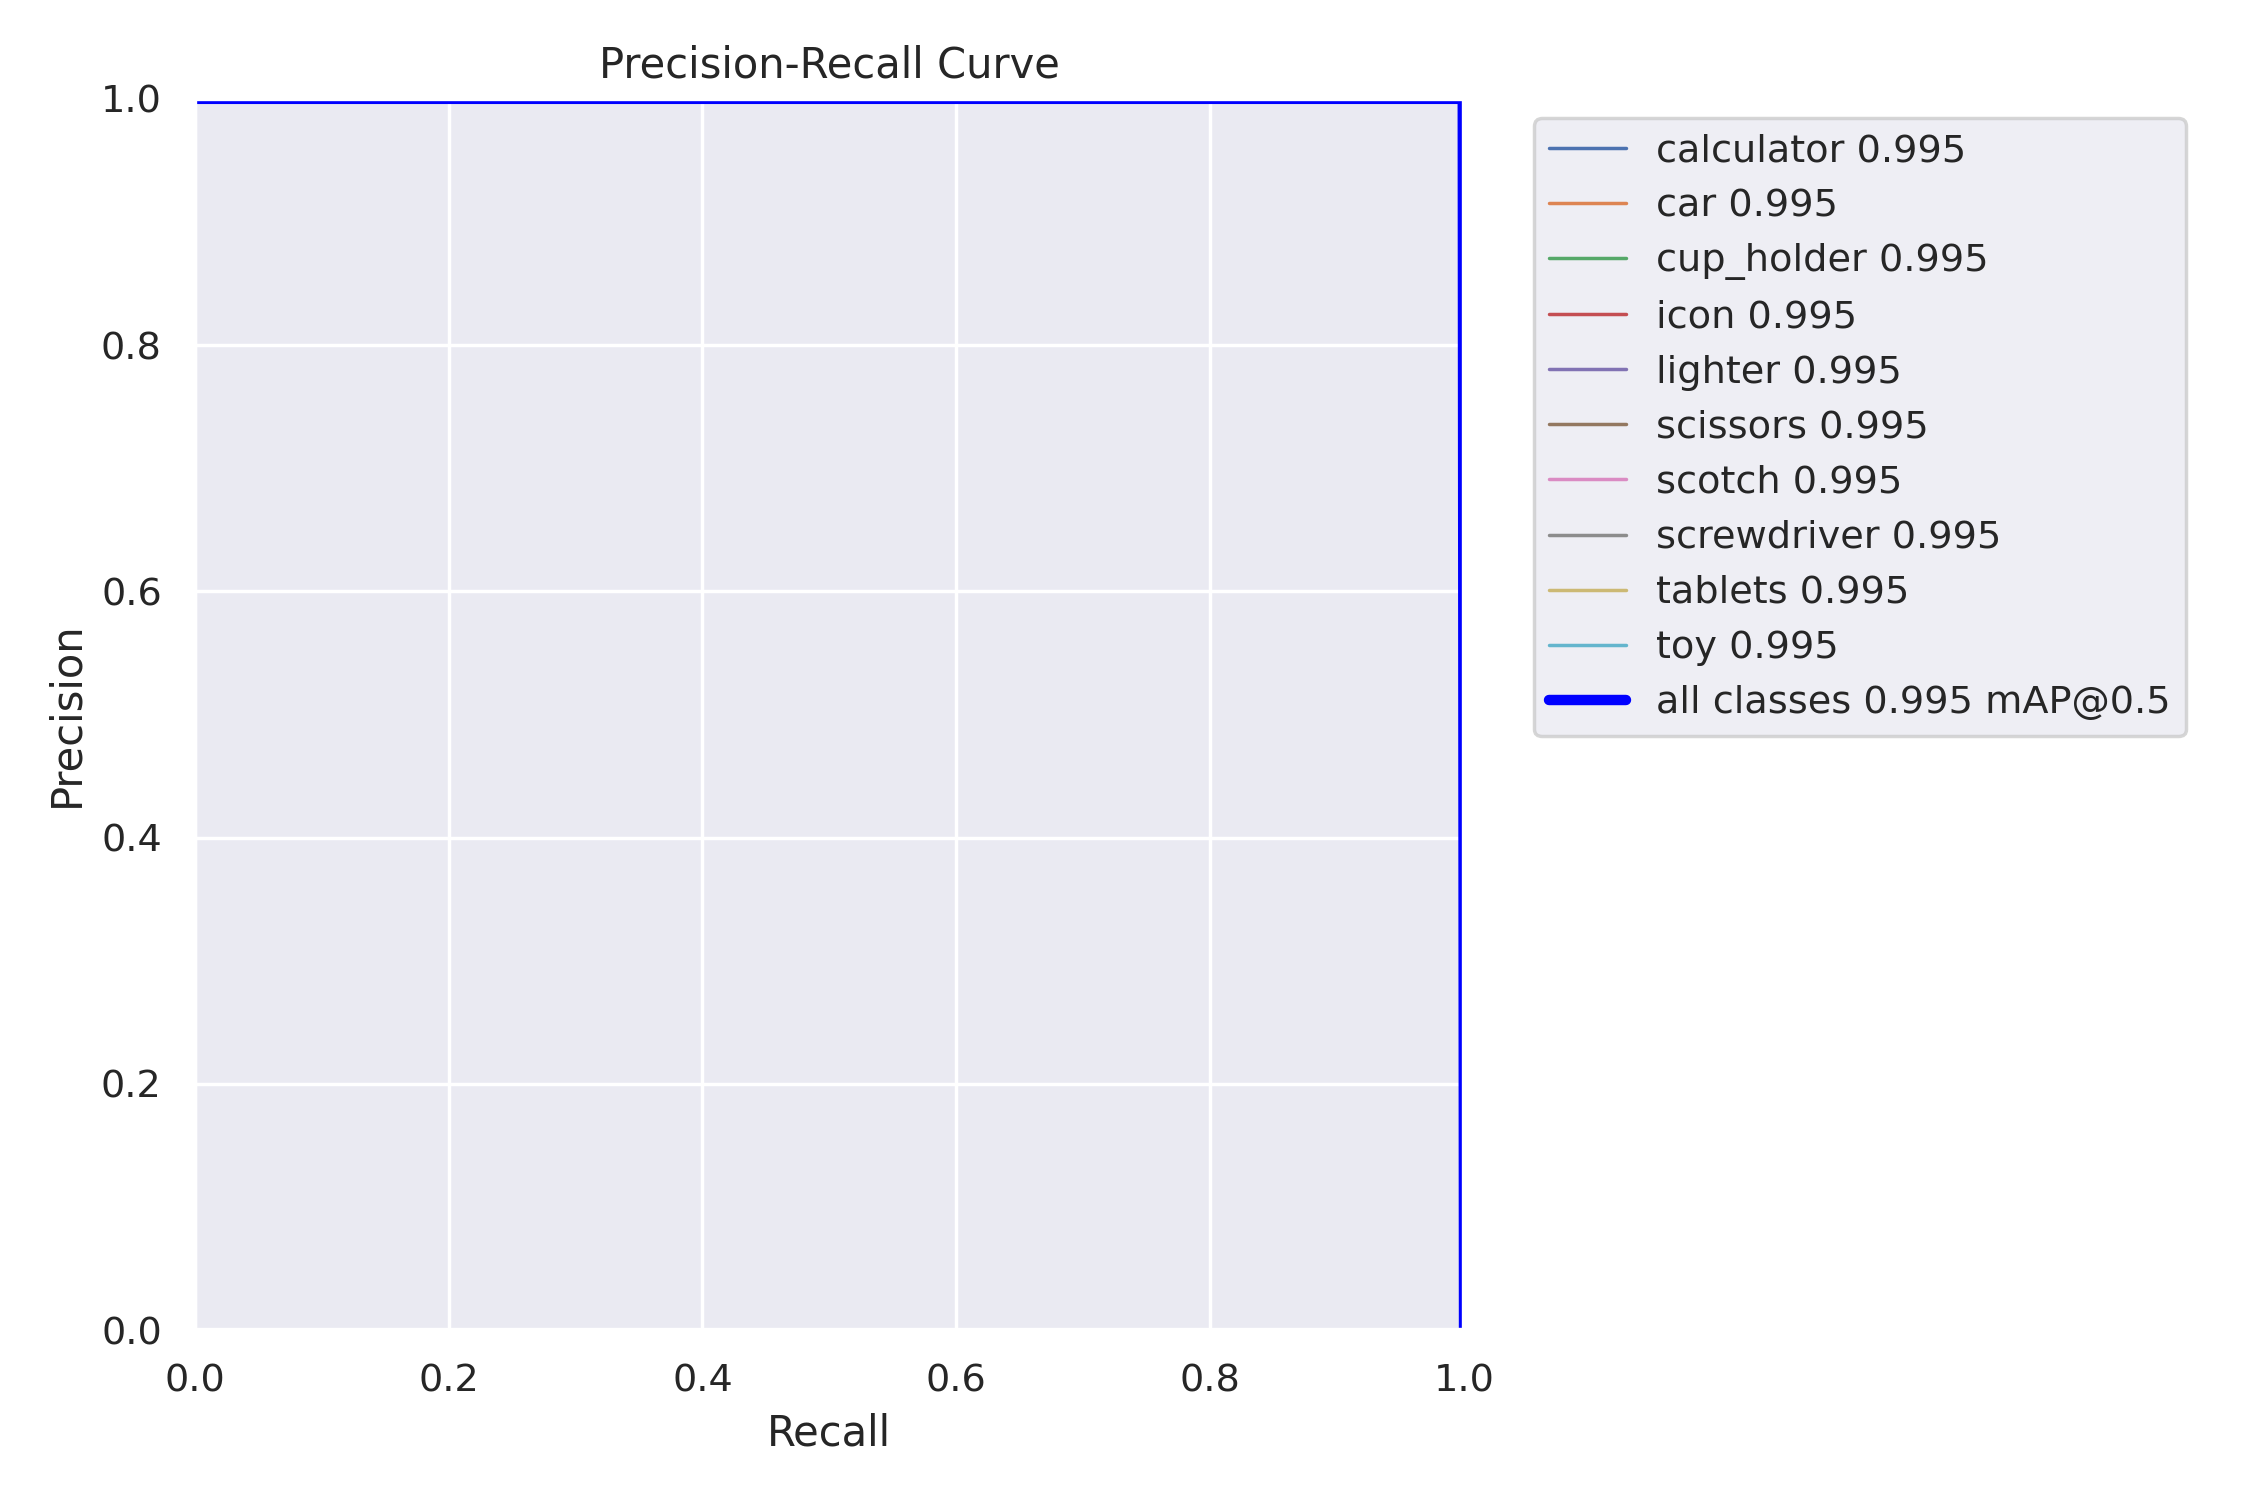 Precision-Recall Curve
1.0
0.8
0.6
0.4
0.2
0.0
Precision
0.0 0.2 0.4 0.6 0.8 1.0
Recall
calculator 0.995
car 0.995
cup_holder 0.995
icon 0.995
lighter 0.995
scissors 0.995
scotch 0.995
screwdriver 0.995
tablets 0.995
toy 0.995
all classes 0.995 mAP@0.5